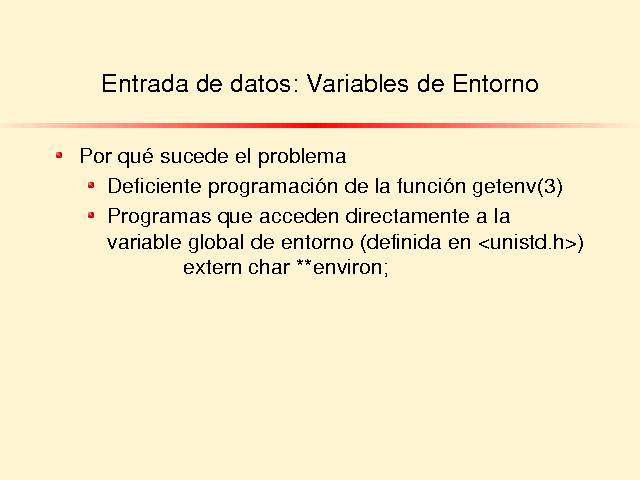 Entrada de datos: Variables de Entorno
Por qué sucede el problema
Deficiente programación de la función getenv(3)
Programas que acceden directamente a la
variable global de entorno (definida en <unistd.h>)
extern char **environ;